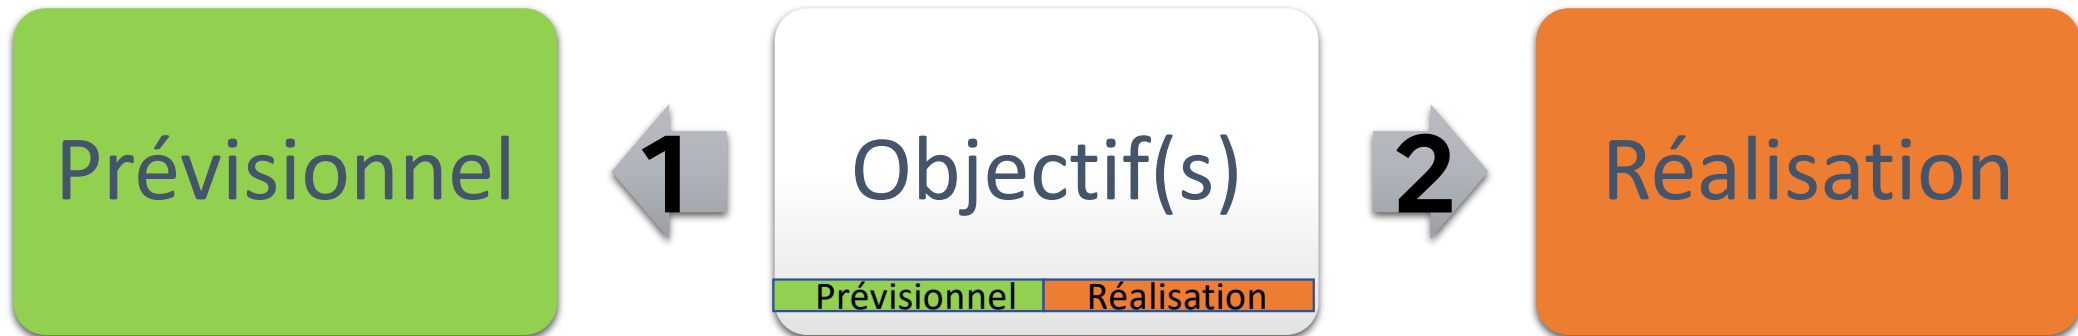 Prévisionnel
1
Objectif(s)
Prévisionnel
Réalisation
2
Réalisation